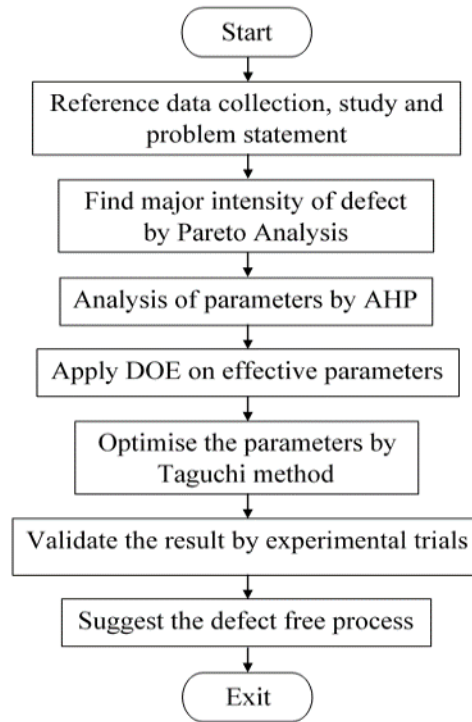 Start
Reference data collection, study and
problem statement
Find major intensity of defect
by Pareto Analysis
Analysis of parameters by AHP
Apply DOE on effective parameters
Optimise the parameters by
Taguchi method
Validate the result by experimental trials
Suggest the defect free process
Exit